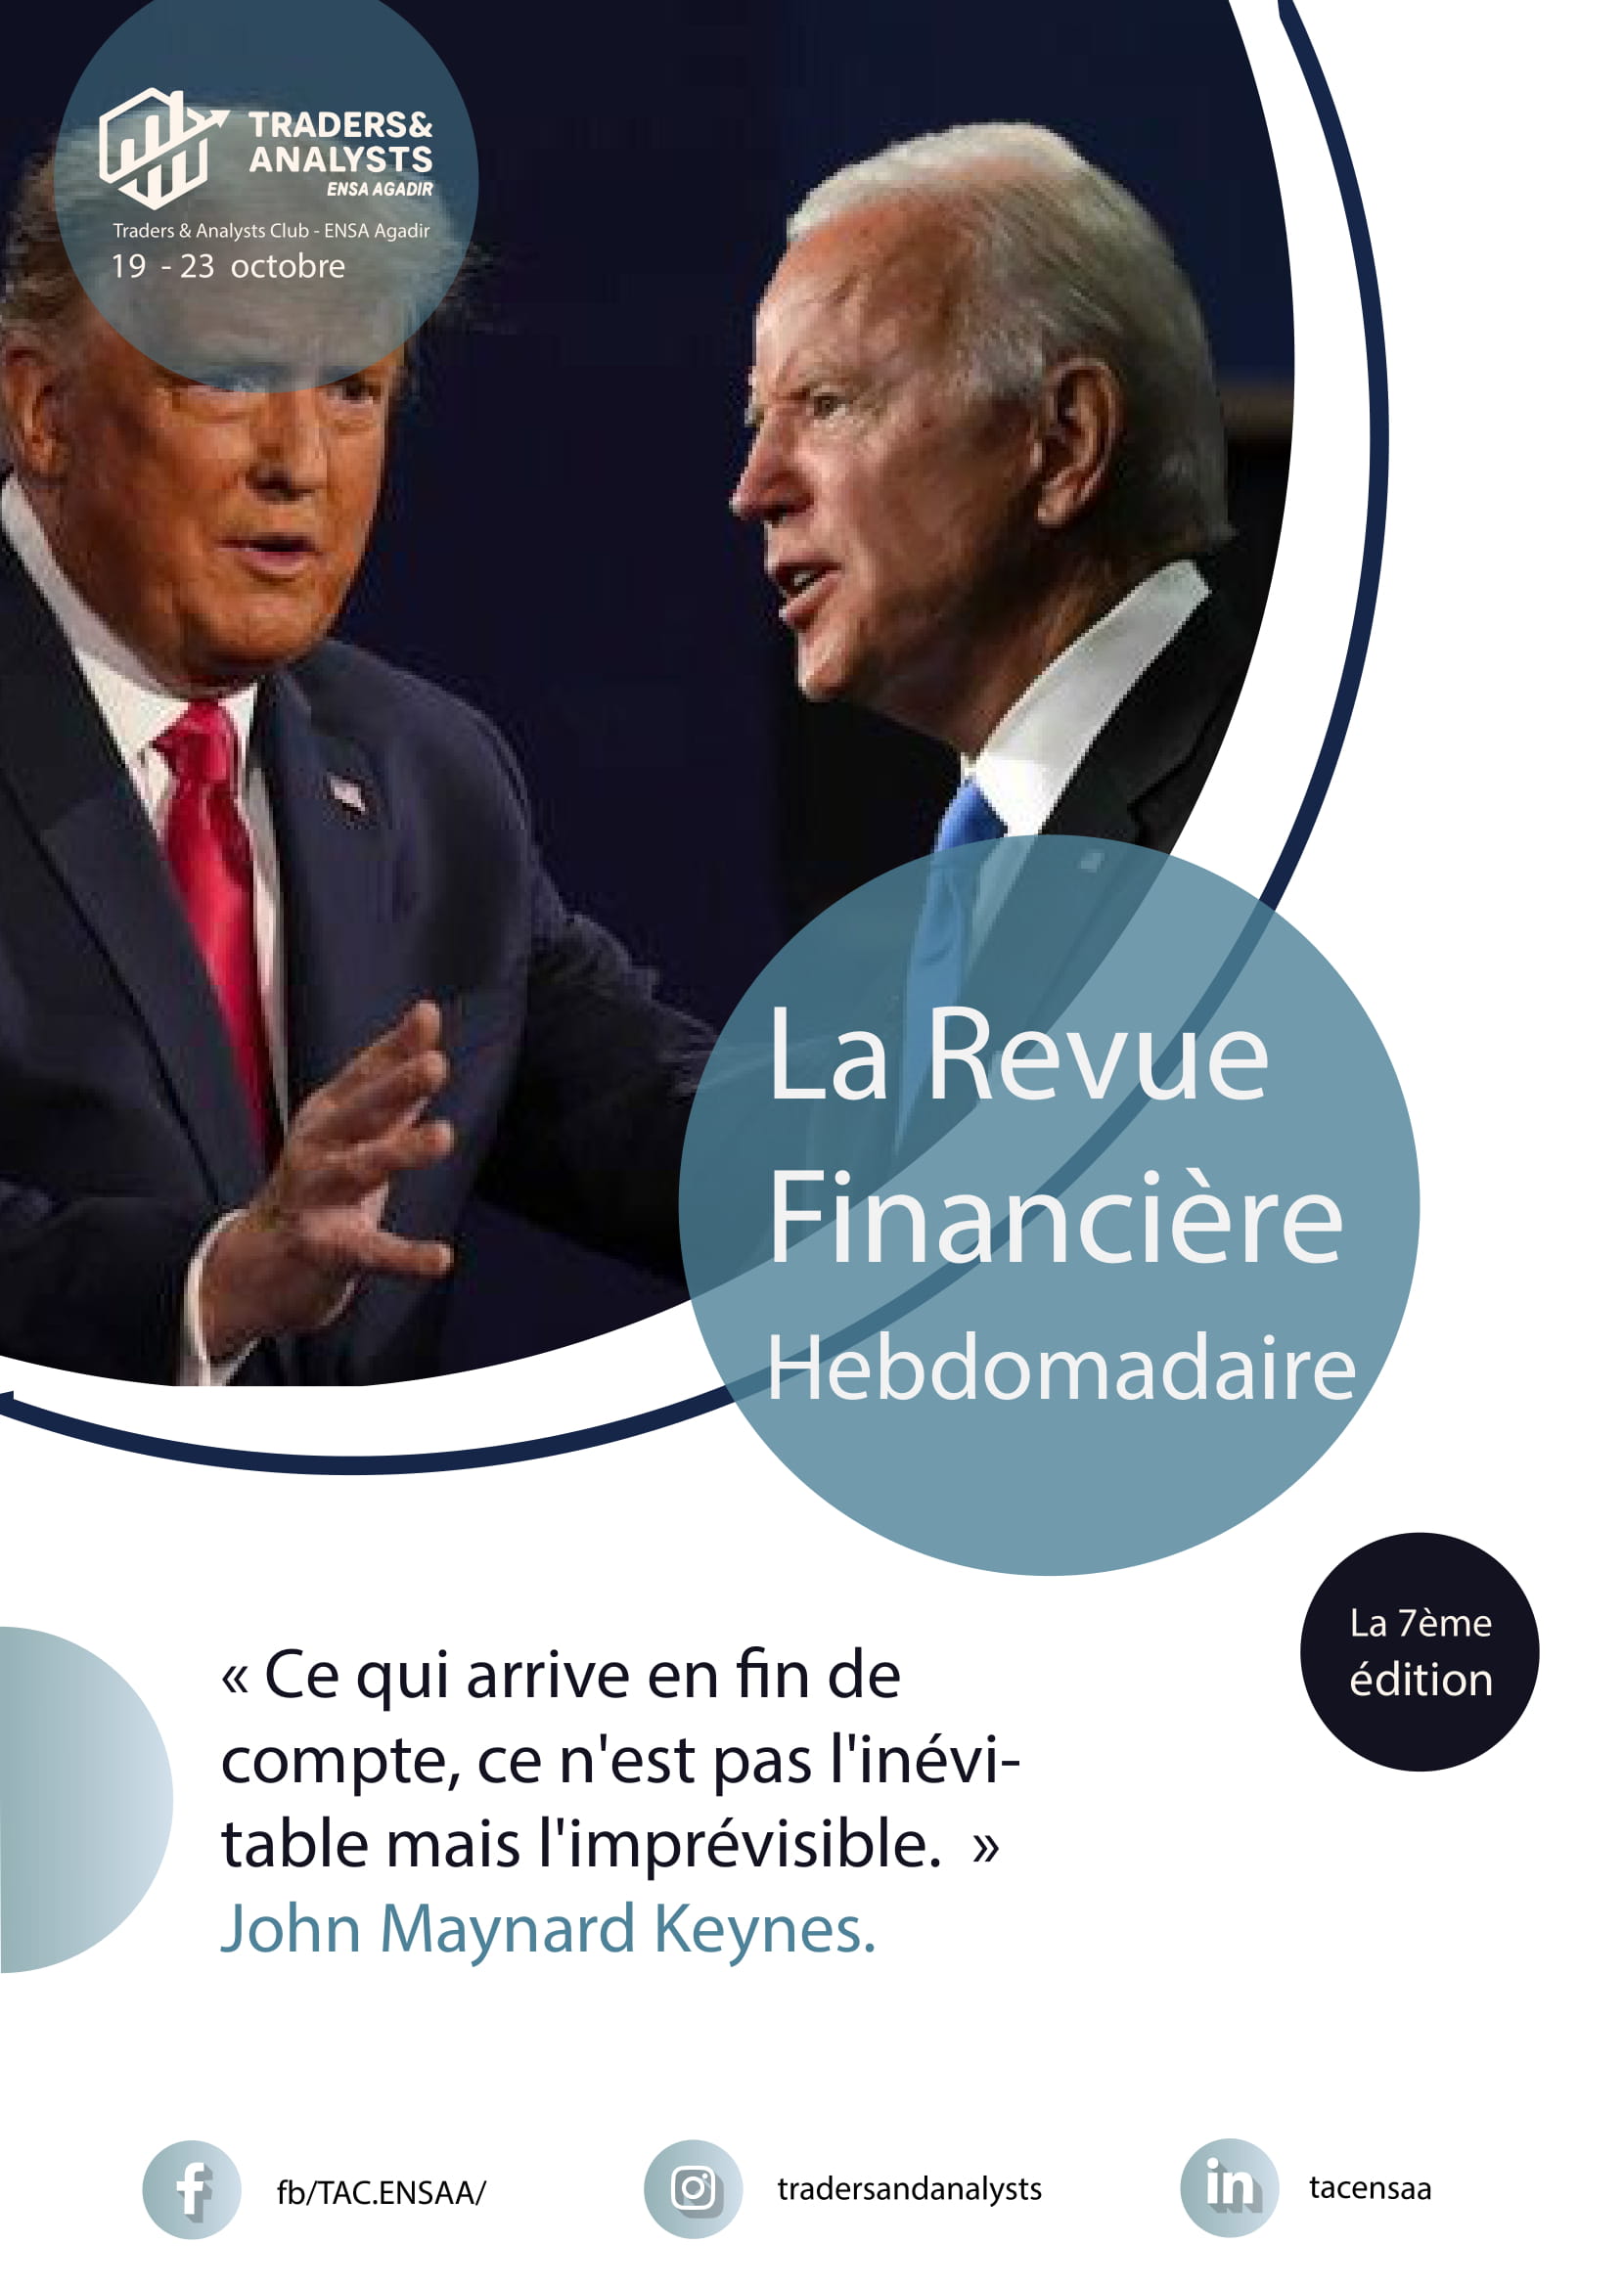 TRADERS&
ANALYSTS
ENSA AGADIR
Traders & Analysts Club - ENSA Agadir
19 - 23 octobre
La Revue
Financière
Hebdomadaire
La 7ème
édition
« Ce qui arrive en fin de
compte, ce n'est pas l'inévi-
table mais l'imprévisible. »
John Maynard Keynes.
fb/TAC.ENSAA/
tradersandanalysts
tacensaa